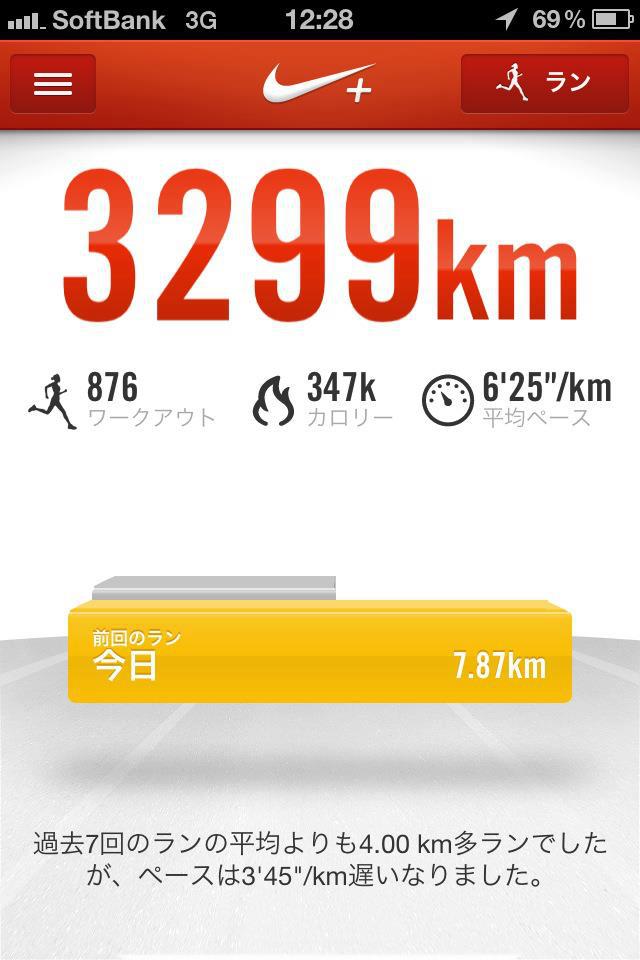 SoftBank 3G 12:28 69%
ラン
3299km
876 347k 6'25"/km
ワークアウト カロリー 平均ペース
前回のラン
今日 7.87km
過去7回のランの平均よりも4.00 km多ランでした
が、ペースは3'45"/km遅いなりました。